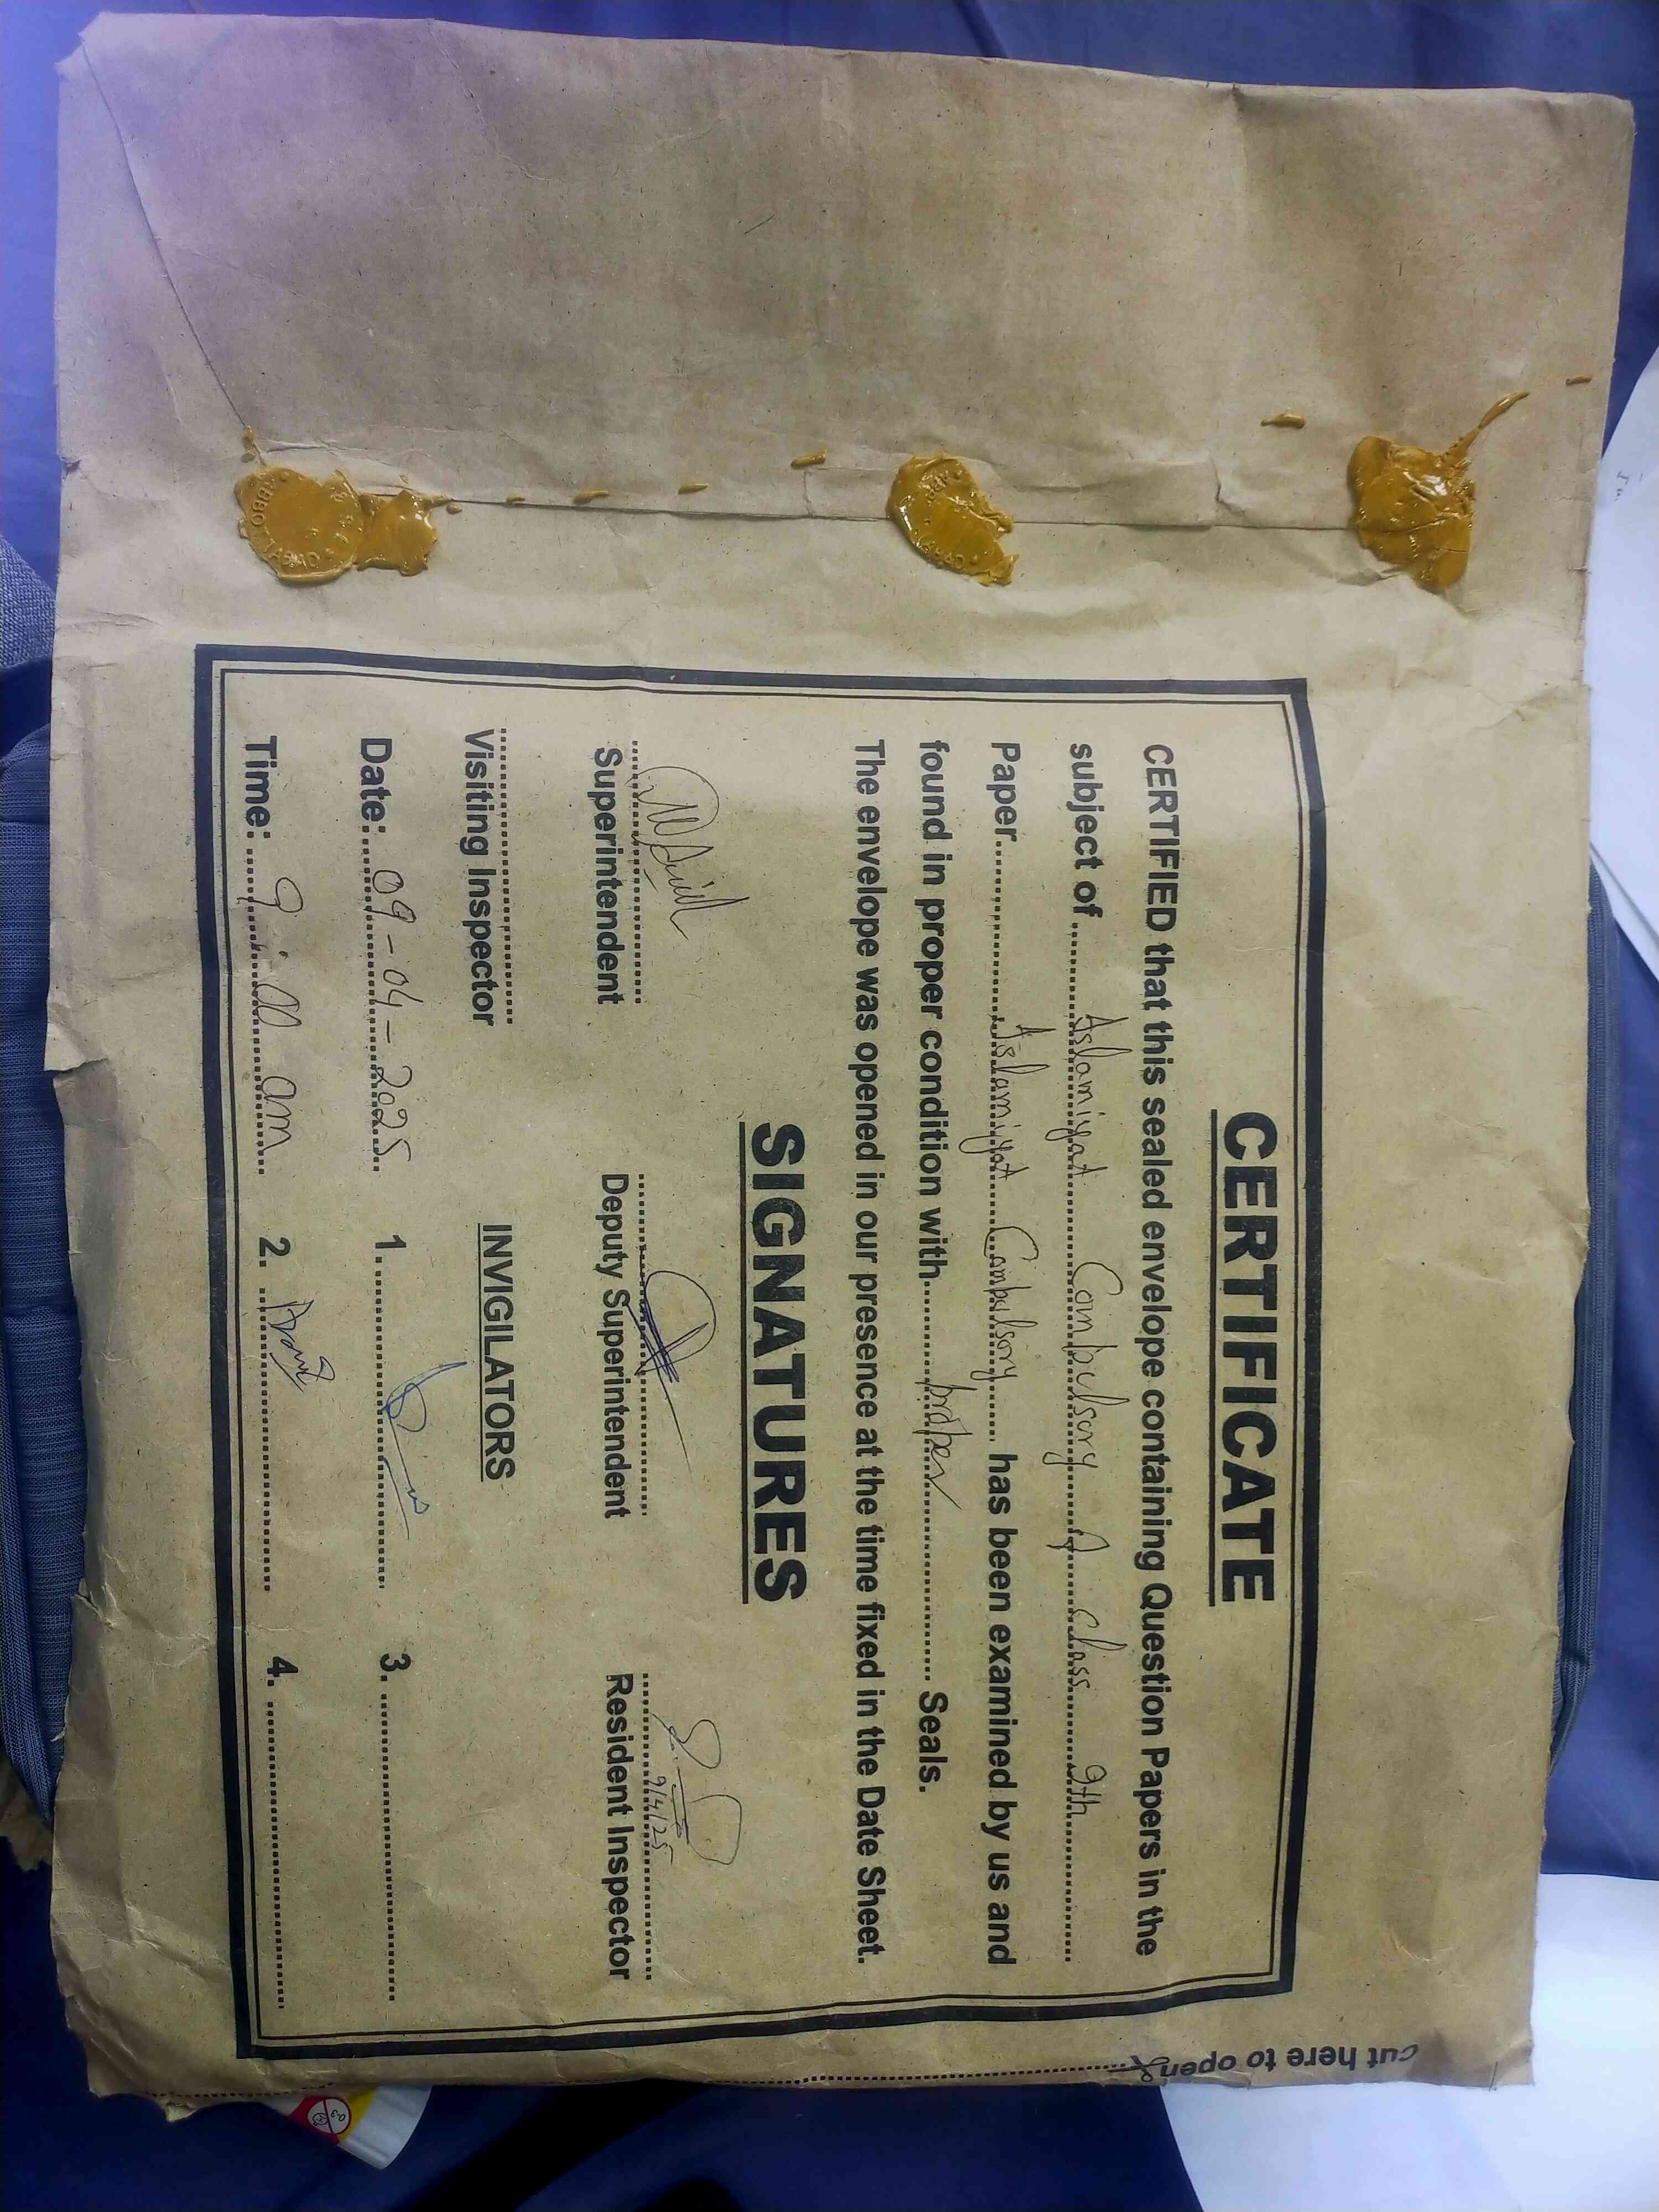 CERTIFICATE
CERTIFIED that this sealed envelope containing Question Papers in the
subject of Aslamiyat Compulsory class 9th
Paper Aslamiyat Compulsory has been examined by us and
found in proper condition with proper Seals.
The envelope was opened in our presence at the time fixed in the Date Sheet.
SIGNATURES
9/4/25
Superintendent Deputy Superintendent Resident Inspector
Visiting Inspector INVIGILATORS
Date: 09-04-2025 1. 3.
Time: 9:00 am 2. 4.
cut here to open
ABBOTTABAD